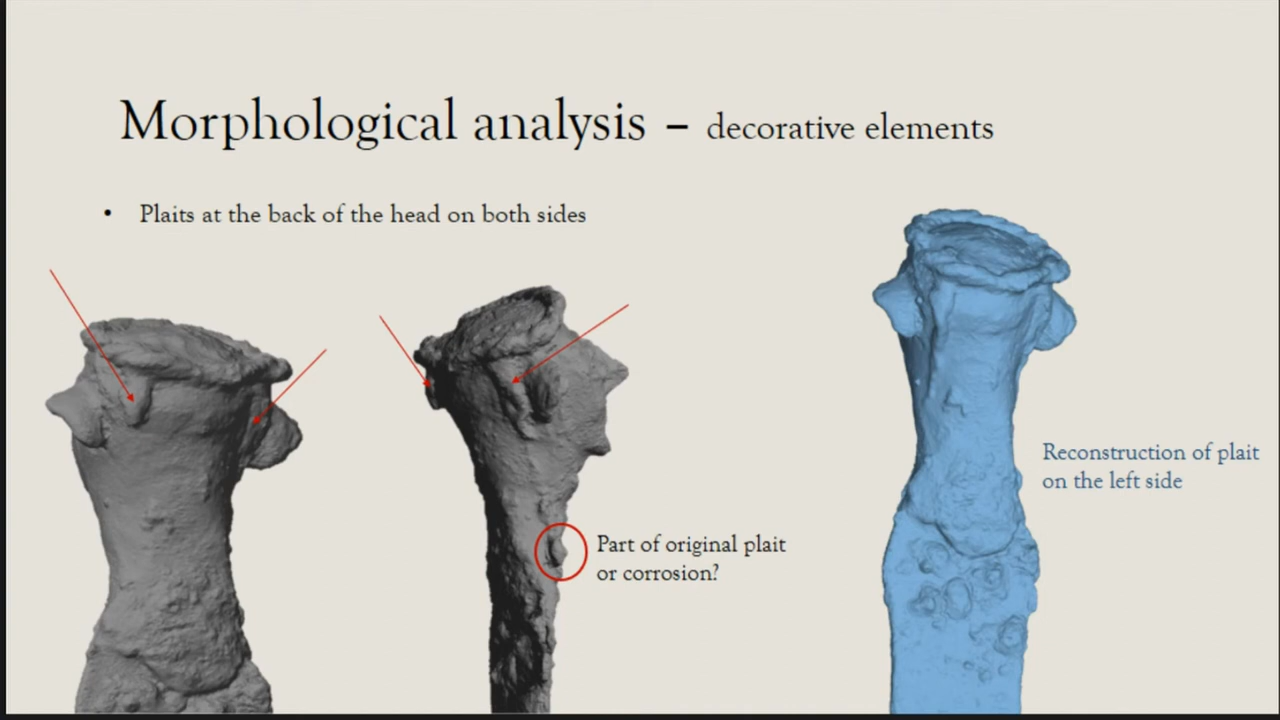 Morphological analysis – decorative elements
• Plaits at the back of the head on both sides
Reconstruction of plait
on the left side
Part of original plait
or corrosion?